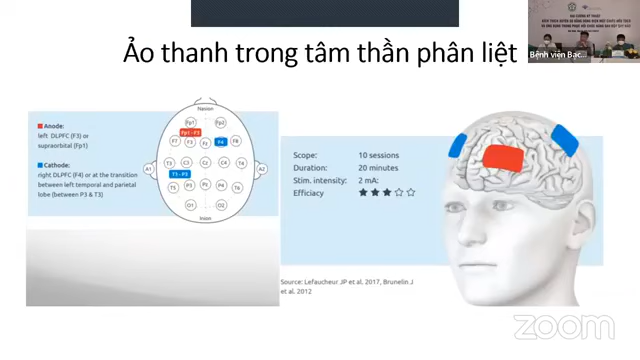 Ảo thanh trong tâm thần phân liệt
Bệnh viện Bạc...
Anode:
left DLPFC (F3) or
supraorbital (Fp1)
Cathode:
right DLPFC (F4) or at the transition
between left temporal and parietal
lobe (between P3 & T3)
Nasion
Fp1 Fp2
Fp1 - F3
F7 F3 Fz F4 F8
A1 T3 C3 Cz C4 T4 A2
T3 - P3
T5 P3 Pz P4 T6
O1 O2
Inion
Scope: 10 sessions
Duration: 20 minutes
Stim. intensity: 2 mA:
Efficiacy
Source: Lefaucheur JP et al. 2017, Brunelin J
et al. 2012
zoom